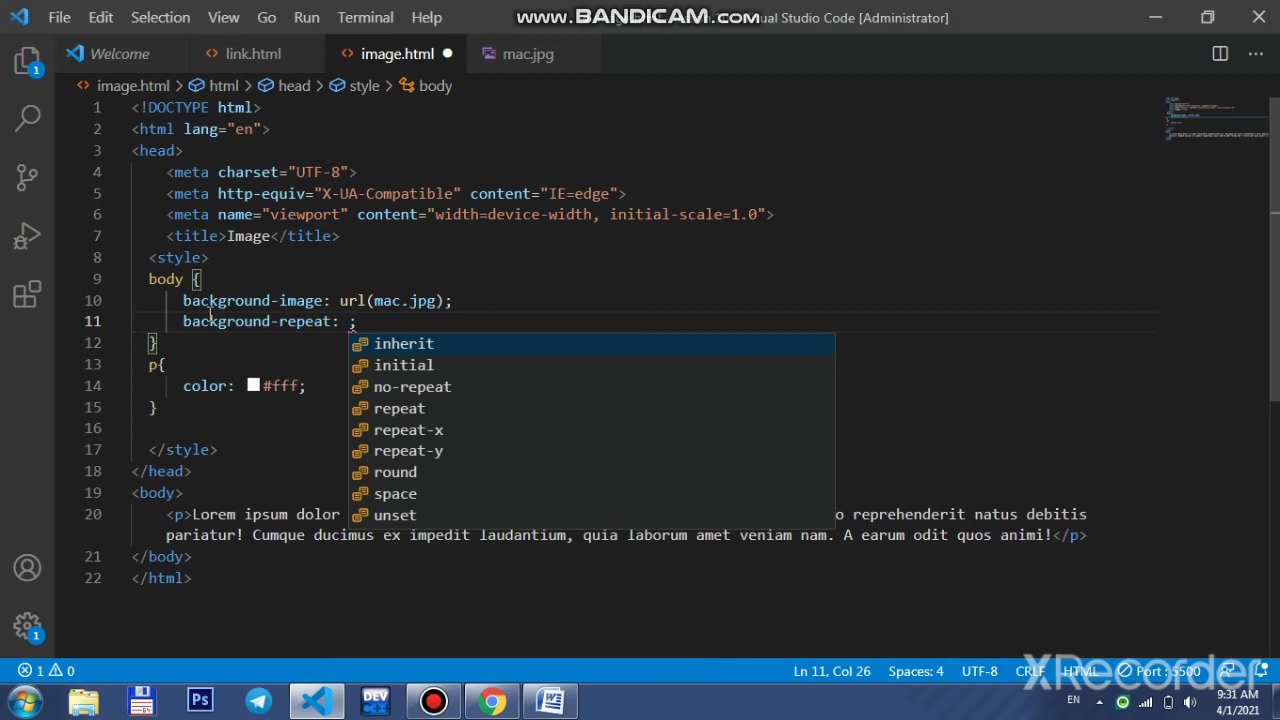 File Edit Selection View Go Run Terminal Help www.BANDICAM.com Visual Studio Code [Administrator]
Welcome link.html image.html mac.jpg
image.html > html > head > style > body
1 <!DOCTYPE html>
2 <html lang="en">
3 <head>
4 <meta charset="UTF-8">
5 <meta http-equiv="X-UA-Compatible" content="IE=edge">
6 <meta name="viewport" content="width=device-width, initial-scale=1.0">
7 <title>Image</title>
8 <style>
9 body {
10 background-image: url(mac.jpg);
11 background-repeat: ;
12 }
inherit
13 p{
initial
14 color: #fff;
no-repeat
15 }
repeat
16
repeat-x
17 </style>
repeat-y
18 </head>
round
19 <body>
space
20 <p>Lorem ipsum dolor
unset
o reprehenderit natus debitis
pariatur! Cumque ducimus ex impedit laudantium, quia laborum amet veniam nam. A earum odit quos animi!</p>
21 </body>
22 </html>
1
1
1 0 Ln 11, Col 26 Spaces: 4 UTF-8 CRLF HTML Port : 5500
XRecorder
Ps DEV EN 9:31 AM
4/1/2021